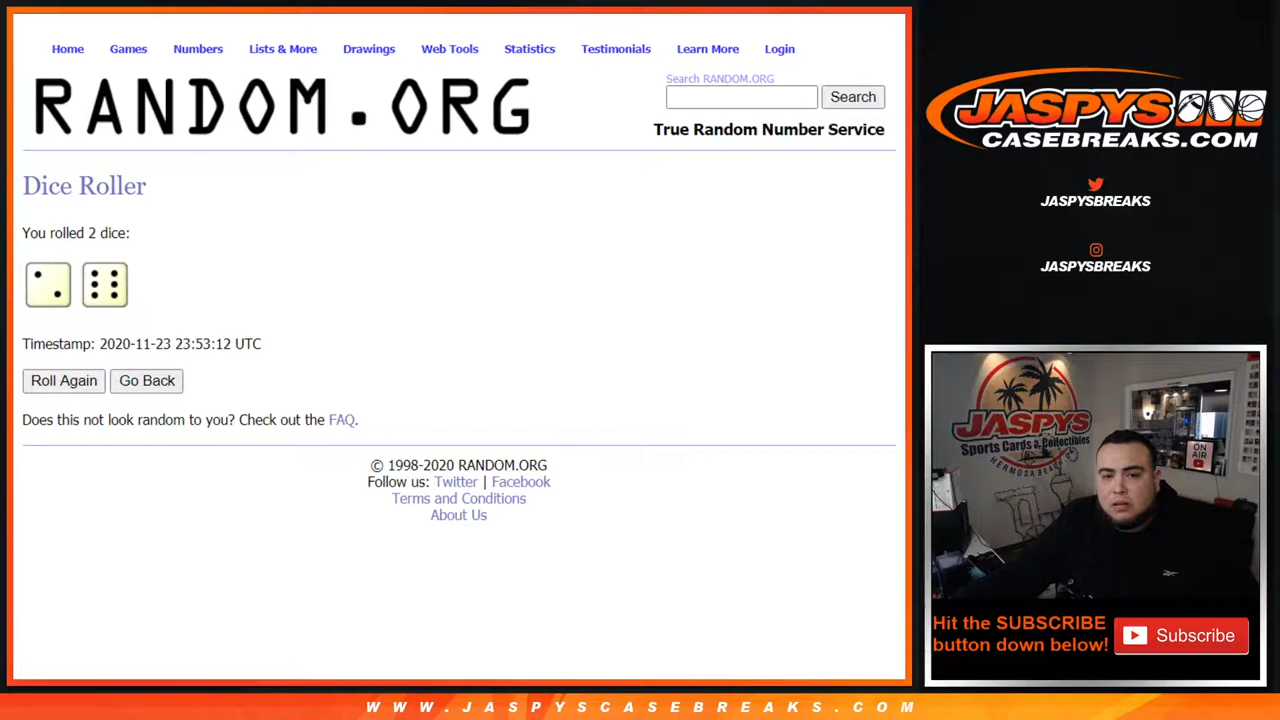 Home Games Numbers Lists & More Drawings Web Tools Statistics Testimonials Learn More Login
RANDOM.ORG
Search RANDOM.ORG
Search
True Random Number Service
Dice Roller
You rolled 2 dice:
Timestamp: 2020-11-23 23:53:12 UTC
Roll Again Go Back
Does this not look random to you? Check out the FAQ.
© 1998-2020 RANDOM.ORG
Follow us: Twitter | Facebook
Terms and Conditions
About Us
JASPYS
CASEBREAKS.COM
JASPYSBREAKS
JASPYSBREAKS
JASPYS
Sports Cards & Collectibles
HERMOSA BEACH, CA
ON
AIR
Hit the SUBSCRIBE
button down below!
Subscribe
WWW.JASPYSCASEBREAKS.COM